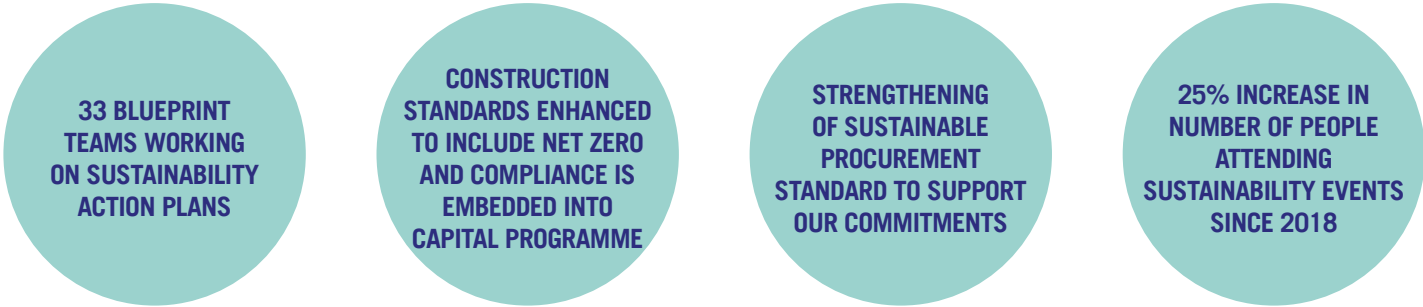 33 BLUEPRINT
TEAMS WORKING
ON SUSTAINABILITY
ACTION PLANS
CONSTRUCTION
STANDARDS ENHANCED
TO INCLUDE NET ZERO
AND COMPLIANCE IS
EMBEDDED INTO
CAPITAL PROGRAMME
STRENGTHENING
OF SUSTAINABLE
PROCUREMENT
STANDARD TO SUPPORT
OUR COMMITMENTS
25% INCREASE IN
NUMBER OF PEOPLE
ATTENDING
SUSTAINABILITY EVENTS
SINCE 2018